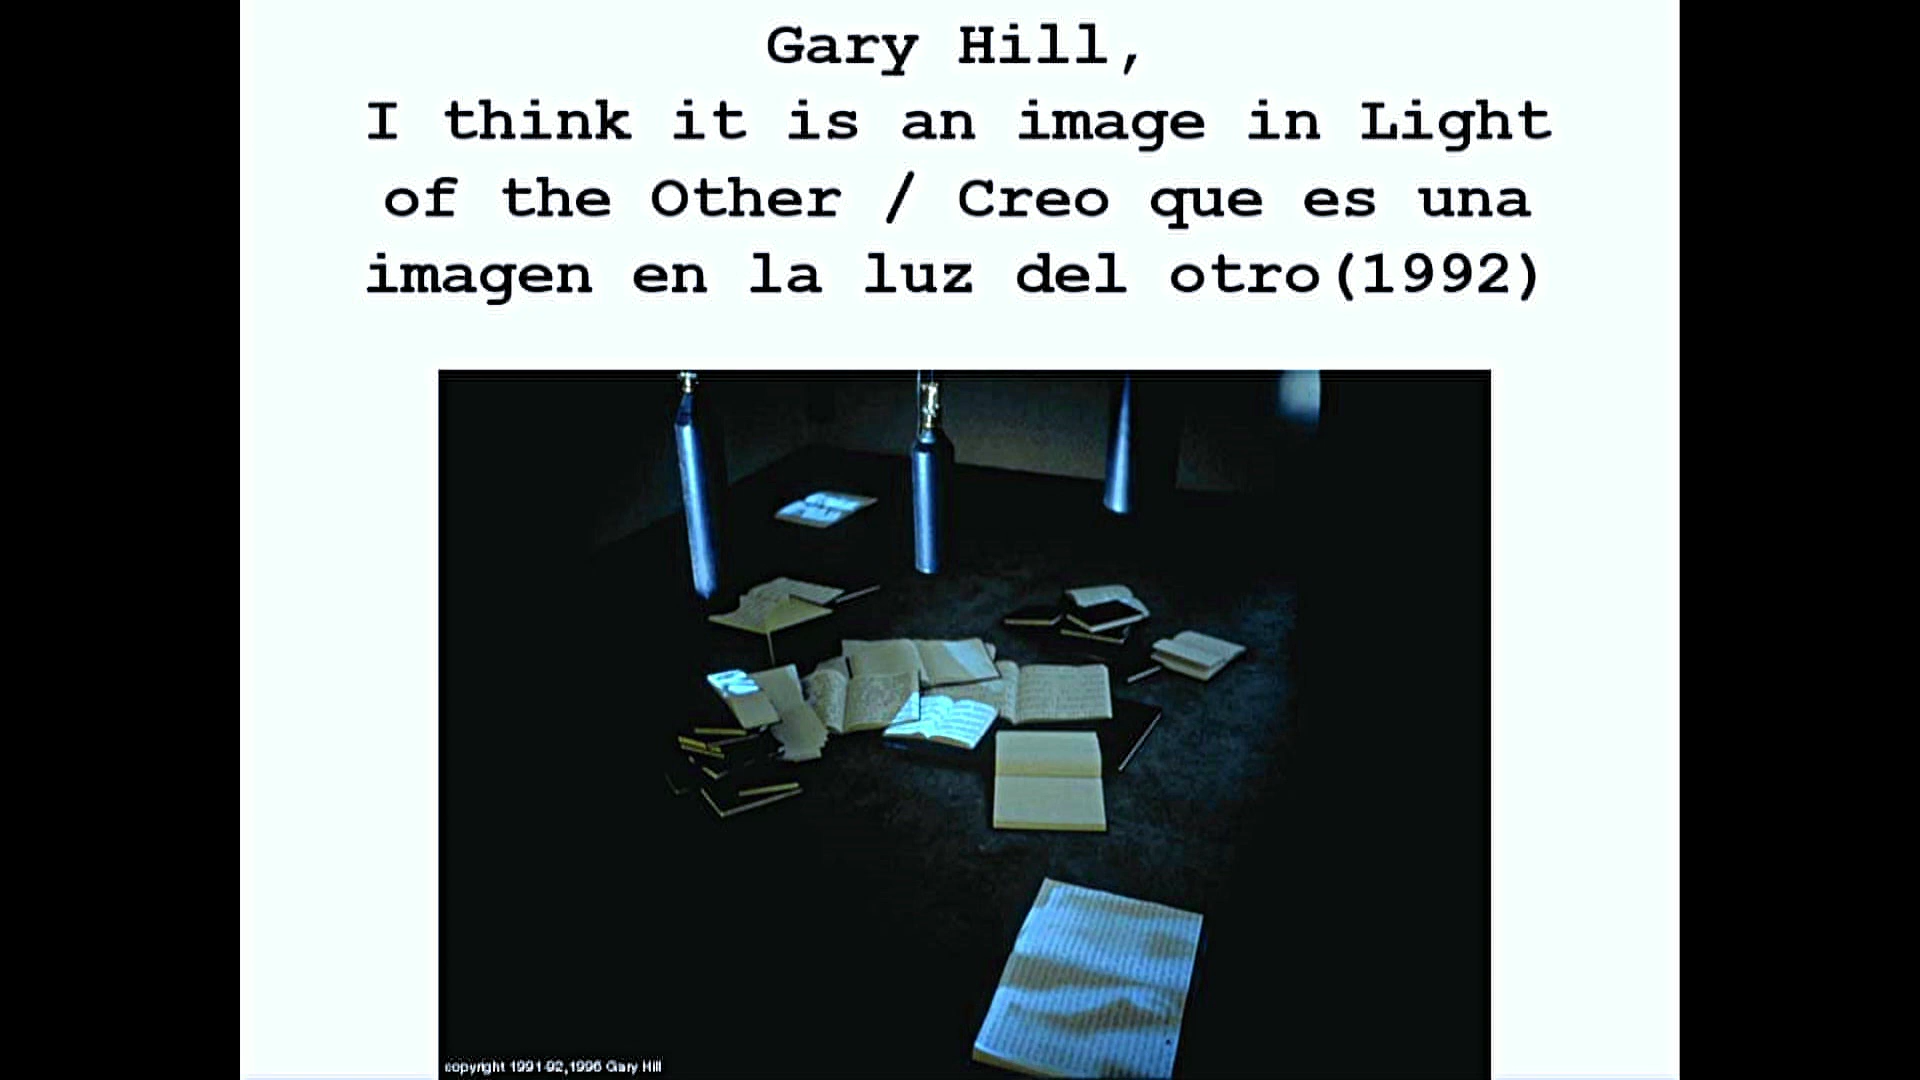 Gary Hill,
I think it is an image in Light
of the Other / Creo que es una
imagen en la luz del otro(1992)
copyright 1991-92,1996 Gary Hill